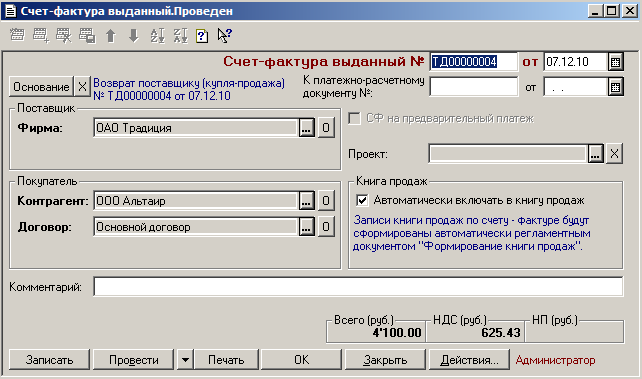 Счет-фактура выданный.Проведен
Счет-фактура выданный № ТД00000004 от 07.12.10
Основание X Возврат поставщику (купля-продажа)
№ ТД00000004 от 07.12.10
К платежно-расчетному
документу №: от . .
Поставщик
Фирма: ОАО Традиция ... О
СФ на предварительный платеж
Проект: ... X
Покупатель
Контрагент: ООО Альтаир ... О
Договор: Основной договор ... О
Книга продаж
Автоматически включать в книгу продаж
Записи книги продаж по счету - фактуре будут
сформированы автоматически регламентным
документом "Формирование книги продаж".
Комментарий:
Всего (руб.) НДС (руб.) НП (руб.)
4'100.00 625.43
Записать Провести Печать OK Закрыть Действия... Администратор